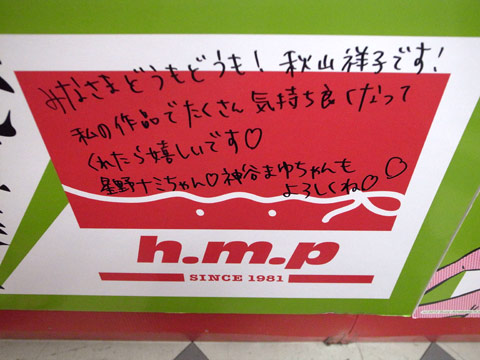 みなさまどうもどうも! 秋山祥子です!
私の作品でたくさん気持ち良くなって
くれたら嬉しいです♡
星野ナミちゃん♡神谷まゆちゃんも
よろしくね♡♡
h.m.p
SINCE 1981